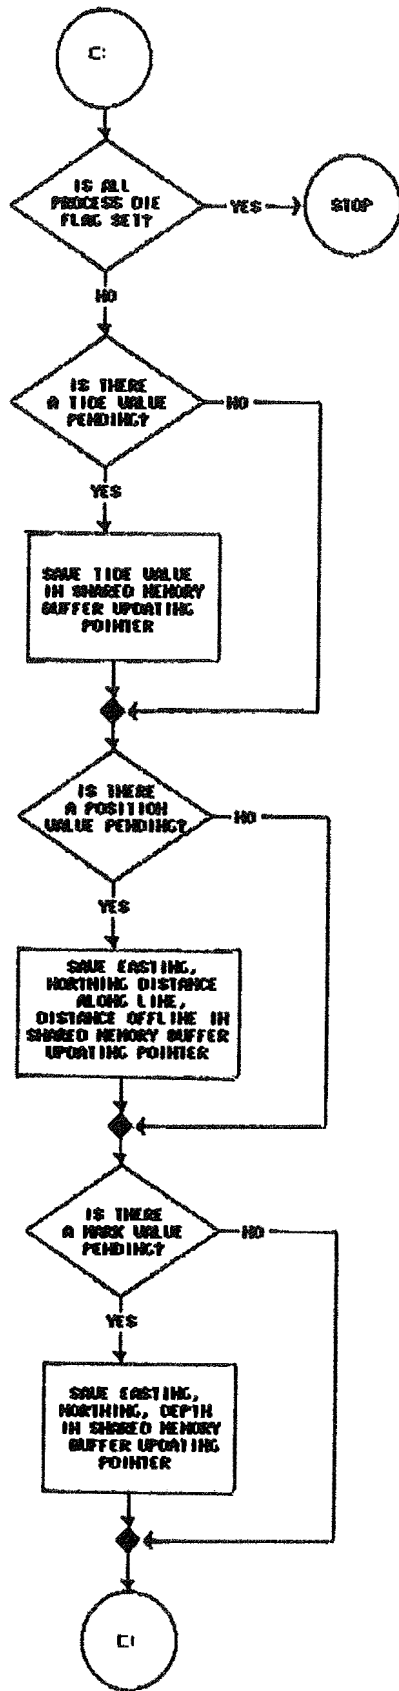 IS ALL
PROCESS DIE
FLAG SET?
YES
STOP
NO
IS THERE
A TIDE VALUE
PENDING?
NO
YES
SAVE TIDE VALUE
IN SHARED MEMORY
BUFFER UPDATING
POINTER
IS THERE
A POSITION
VALUE PENDING?
NO
YES
SAVE EASTING,
NORTHING DISTANCE
ALONG LINE,
DISTANCE OFFLINE IN
SHARED MEMORY BUFFER
UPDATING POINTER
IS THERE
A MARK VALUE
PENDING?
NO
YES
SAVE EASTING,
NORTHING, DEPTH
IN SHARED MEMORY
BUFFER UPDATING
POINTER